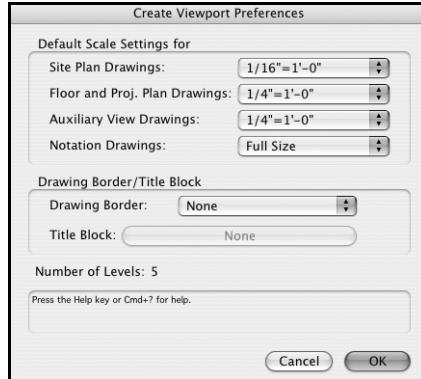 Create Viewport Preferences
Default Scale Settings for
Site Plan Drawings: 1/16"=1'-0"
Floor and Proj. Plan Drawings: 1/4"=1'-0"
Auxiliary View Drawings: 1/4"=1'-0"
Notation Drawings: Full Size
Drawing Border/Title Block
Drawing Border: None
Title Block: None
Number of Levels: 5
Press the Help key or Cmd+? for help.
Cancel OK